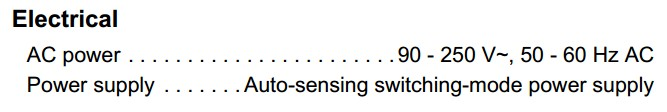 Electrical
AC power . . . . . . . . . . . . . . . . . . . . . . . 90 - 250 V~, 50 - 60 Hz AC
Power supply . . . . . . . Auto-sensing switching-mode power supply